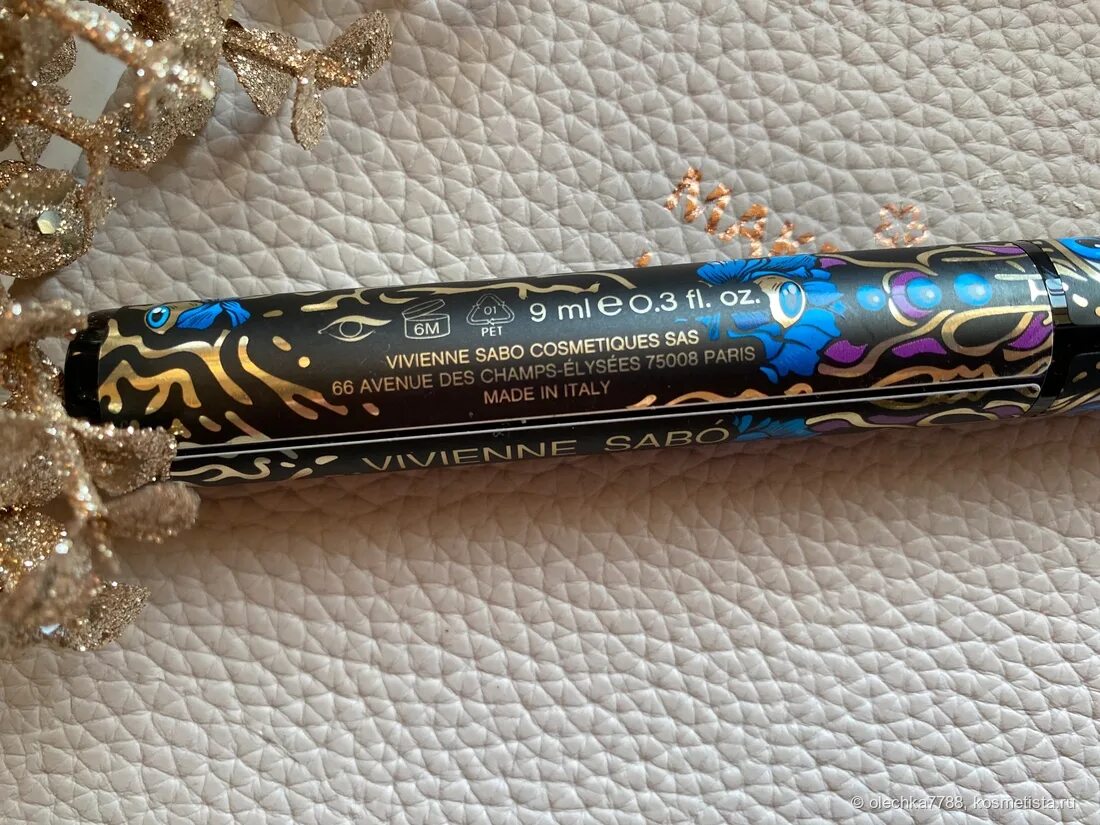 MAK
6M
01
PET
9 ml e 0.3 fl. oz.
VIVIENNE SABO COSMETIQUES SAS
66 AVENUE DES CHAMPS-ÉLYSÉES 75008 PARIS
MADE IN ITALY
VIVIENNE SABÓ
© olechka7788, kosmetista.ru